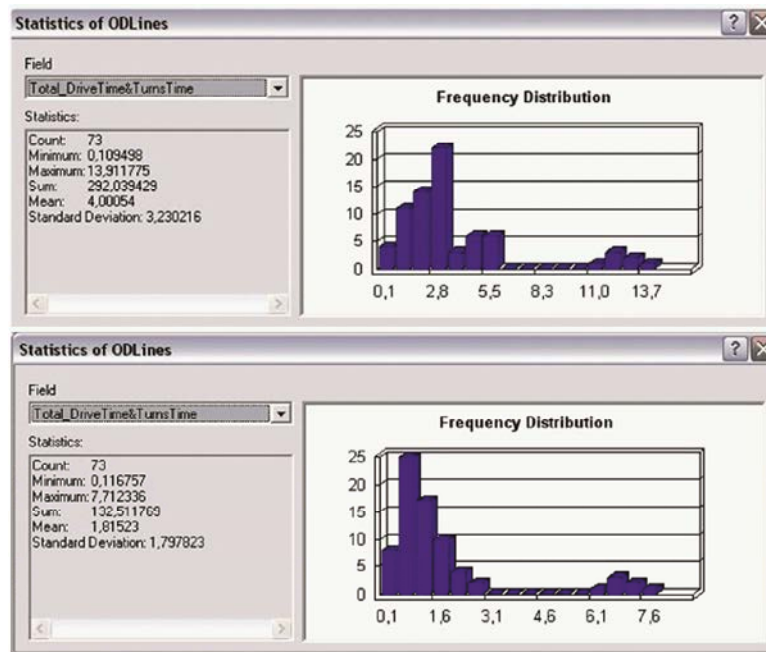 Statistics of ODLines
Field
Total_DriveTime&TurnsTime
Statistics:
Count: 73
Minimum: 0,109498
Maximum: 13,911775
Sum: 292,039429
Mean: 4,00054
Standard Deviation: 3,230216
Frequency Distribution
25
20
15
10
5
0
0,1 2,8 5,5 8,3 11,0 13,7
Statistics of ODLines
Field
Total_DriveTime&TurnsTime
Statistics:
Count: 73
Minimum: 0,116757
Maximum: 7,712336
Sum: 132,511769
Mean: 1,81523
Standard Deviation: 1,797823
Frequency Distribution
25
20
15
10
5
0
0,1 1,6 3,1 4,6 6,1 7,6